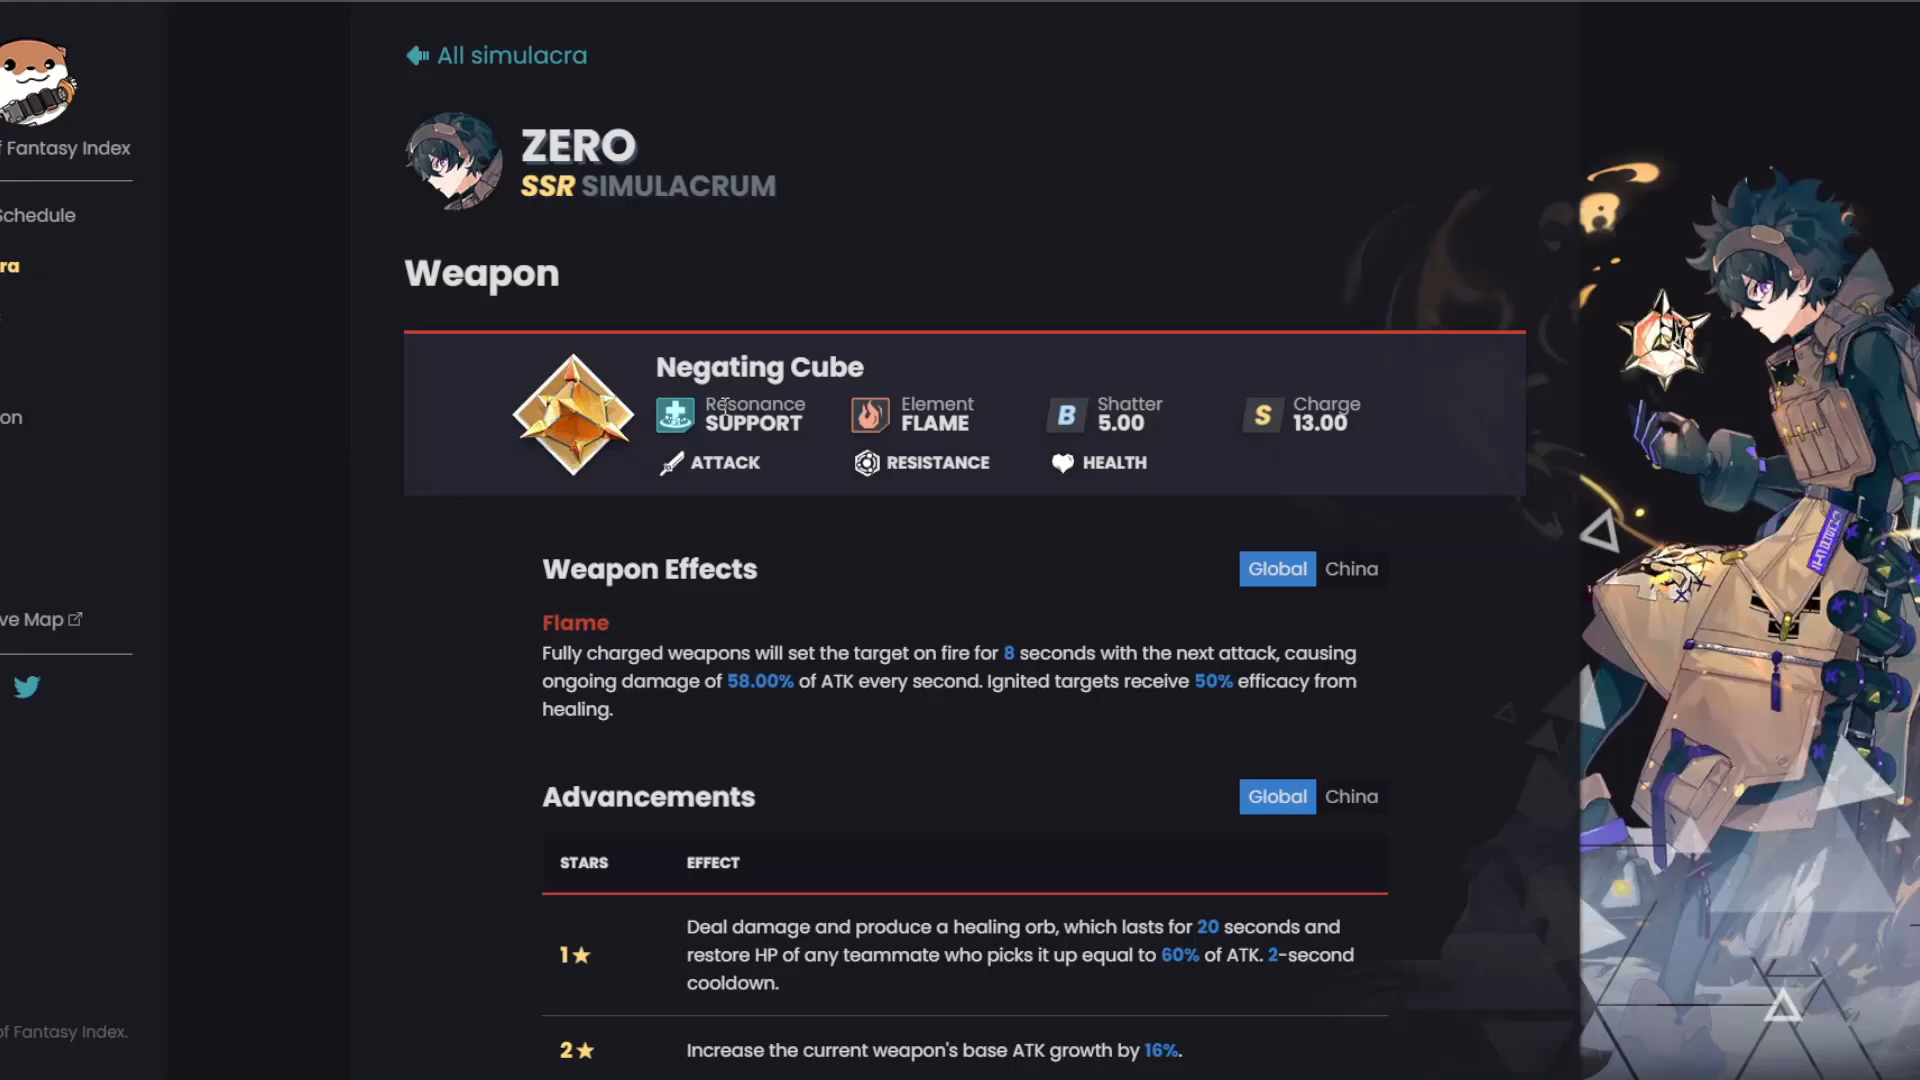 All simulacra
ZERO
SSR SIMULACRUM
f Fantasy Index
Schedule
ra
on
ve Map
of Fantasy Index.
Weapon
Negating Cube
Resonance
SUPPORT
Element
FLAME
B
Shatter
5.00
S
Charge
13.00
ATTACK
RESISTANCE
HEALTH
Weapon Effects
Global China
Flame
Fully charged weapons will set the target on fire for 8 seconds with the next attack, causing
ongoing damage of 58.00% of ATK every second. Ignited targets receive 50% efficacy from
healing.
Advancements
Global China
STARS EFFECT
1★
Deal damage and produce a healing orb, which lasts for 20 seconds and
restore HP of any teammate who picks it up equal to 60% of ATK. 2-second
cooldown.
2★ Increase the current weapon's base ATK growth by 16%.